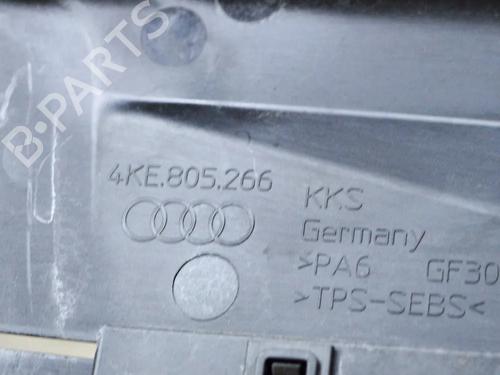 B-PARTS
4KE.805.266
KKS
Germany
>PA6 GF30
>TPS-SEBS<